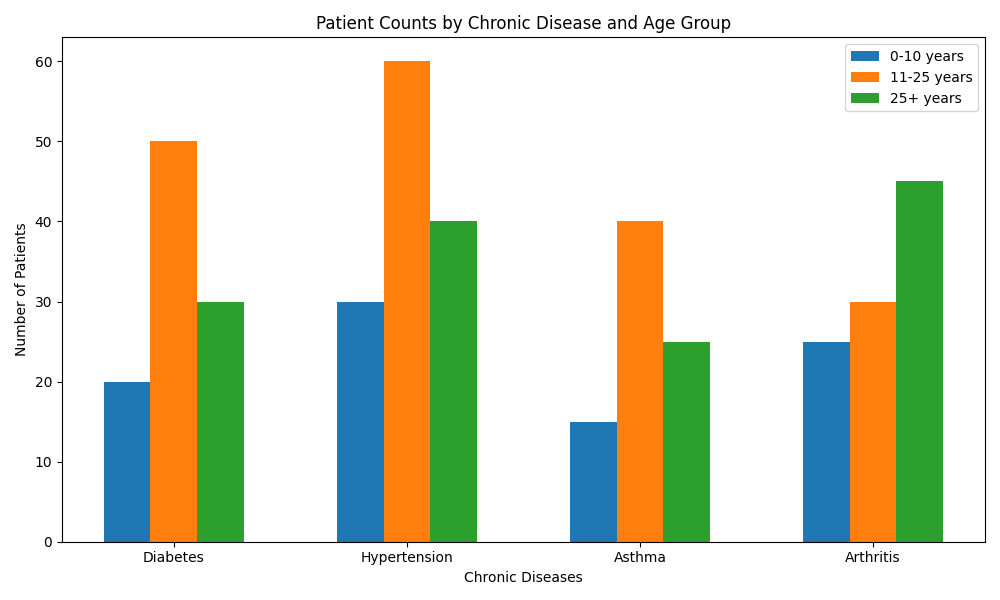 Patient Counts by Chronic Disease and Age Group
0-10 years
11-25 years
25+ years
Number of Patients
60
50
40
30
20
10
0
Diabetes
Hypertension
Asthma
Arthritis
Chronic Diseases